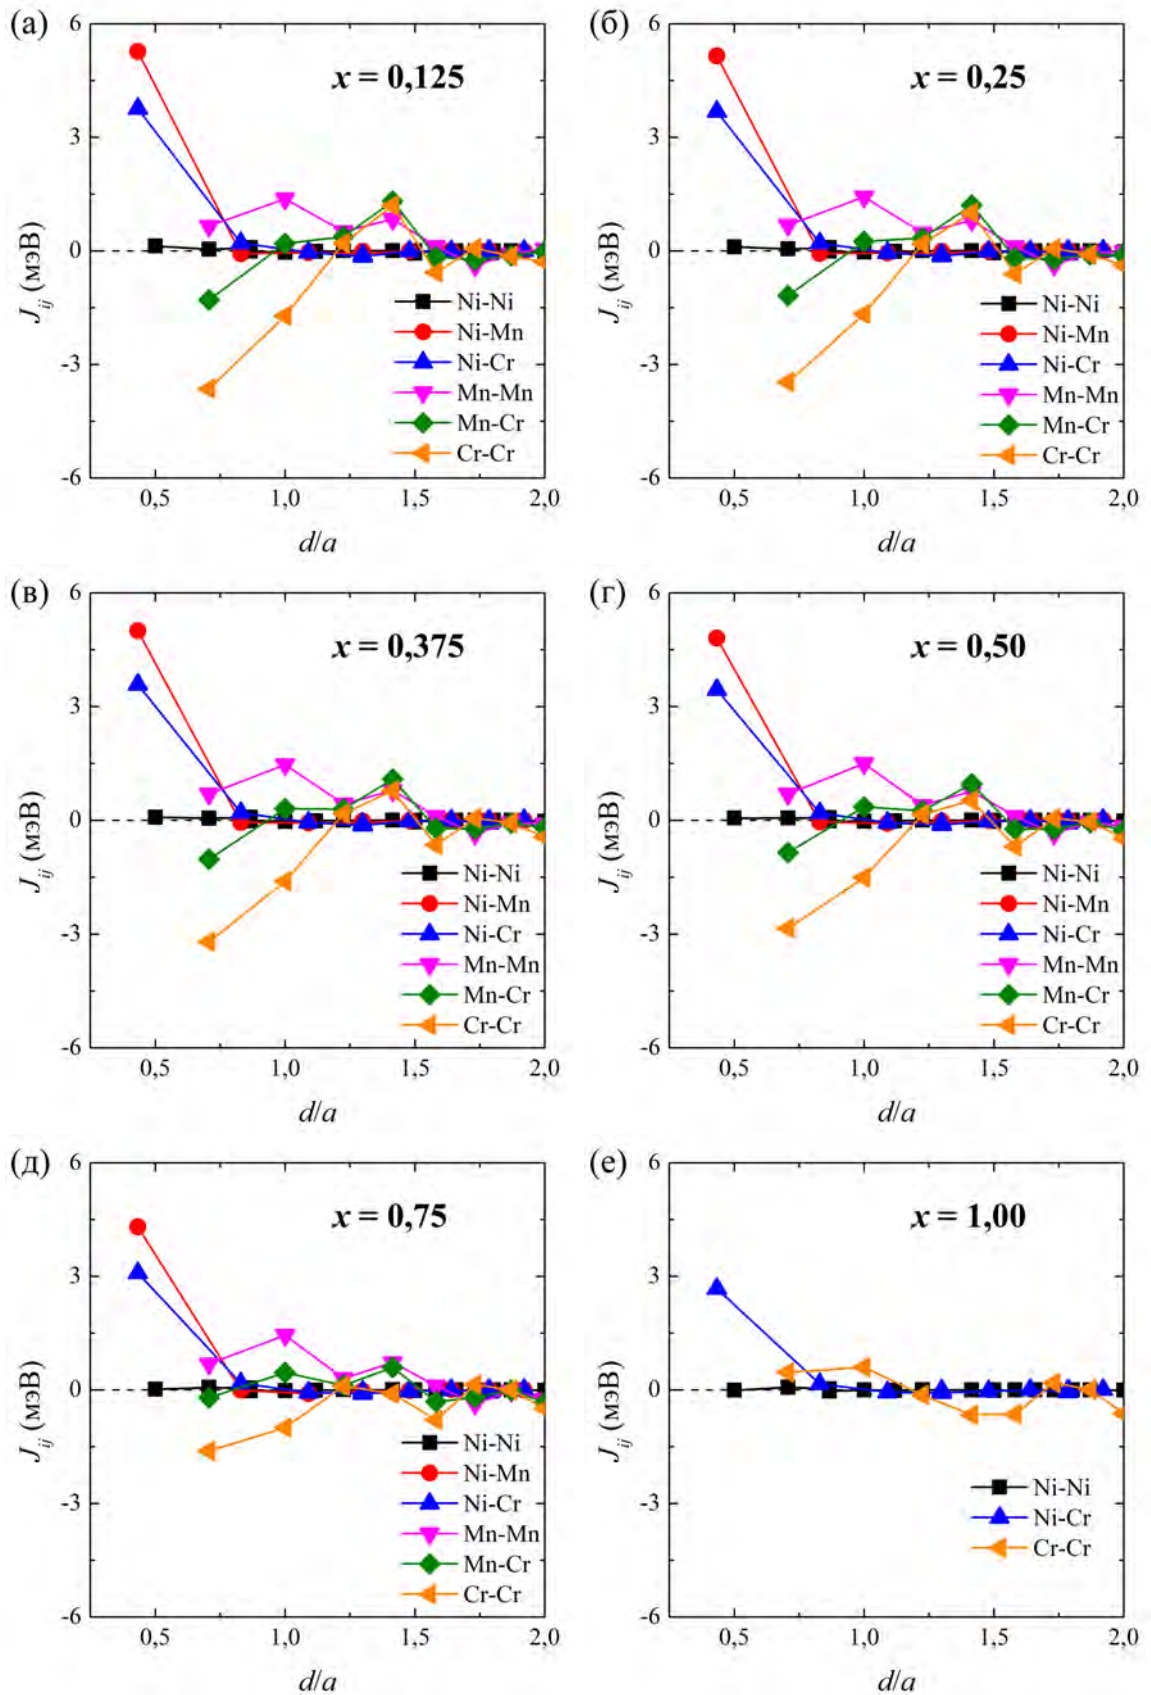 (а)
x = 0,125
6
3
0
-3
-6
J_ij (мэВ)
Ni-Ni
Ni-Mn
Ni-Cr
Mn-Mn
Mn-Cr
Cr-Cr
0,5 1,0 1,5 2,0
d/a
(б)
x = 0,25
6
3
0
-3
-6
J_ij (мэВ)
Ni-Ni
Ni-Mn
Ni-Cr
Mn-Mn
Mn-Cr
Cr-Cr
0,5 1,0 1,5 2,0
d/a
(в)
x = 0,375
6
3
0
-3
-6
J_ij (мэВ)
Ni-Ni
Ni-Mn
Ni-Cr
Mn-Mn
Mn-Cr
Cr-Cr
0,5 1,0 1,5 2,0
d/a
(г)
x = 0,50
6
3
0
-3
-6
J_ij (мэВ)
Ni-Ni
Ni-Mn
Ni-Cr
Mn-Mn
Mn-Cr
Cr-Cr
0,5 1,0 1,5 2,0
d/a
(д)
x = 0,75
6
3
0
-3
-6
J_ij (мэВ)
Ni-Ni
Ni-Mn
Ni-Cr
Mn-Mn
Mn-Cr
Cr-Cr
0,5 1,0 1,5 2,0
d/a
(е)
x = 1,00
6
3
0
-3
-6
J_ij (мэВ)
Ni-Ni
Ni-Cr
Cr-Cr
0,5 1,0 1,5 2,0
d/a